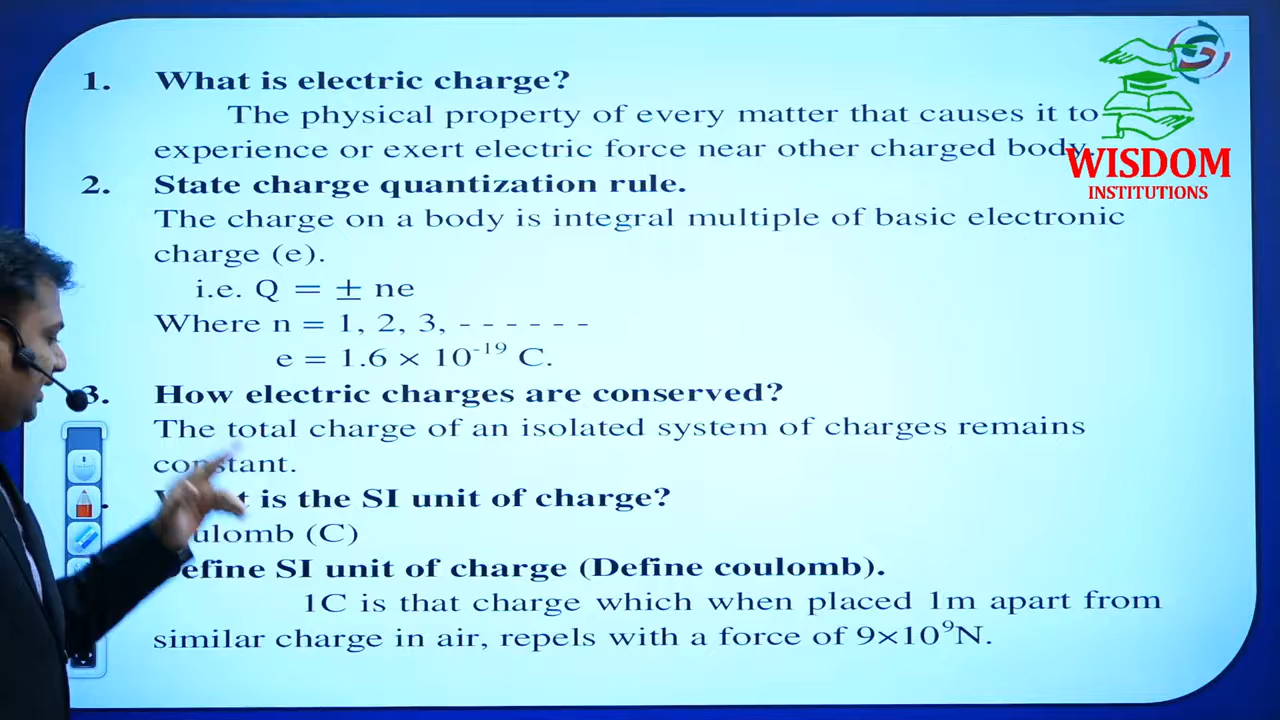 1. What is electric charge?
The physical property of every matter that causes it to
experience or exert electric force near other charged body.
2. State charge quantization rule.
The charge on a body is integral multiple of basic electronic
charge (e).
i.e. Q = ± ne
Where n = 1, 2, 3, - - - - - -
e = 1.6 × 10⁻¹⁹ C.
3. How electric charges are conserved?
The total charge of an isolated system of charges remains
constant.
is the SI unit of charge?
(C)
SI unit of charge (Define coulomb).
1C is that charge which when placed 1m apart from
similar charge in air, repels with a force of 9×10⁹N.
WISDOM
INSTITUTIONS